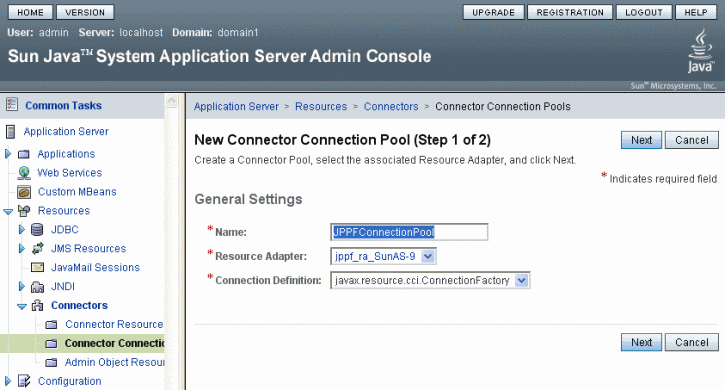 HOME VERSION UPGRADE REGISTRATION LOGOUT HELP
User: admin Server: localhost Domain: domain1
Sun Java™ System Application Server Admin Console
Java™
Sun™ Microsystems, Inc.
Common Tasks
Application Server
Applications
Web Services
Custom MBeans
Resources
JDBC
JMS Resources
JavaMail Sessions
JNDI
Connectors
Connector Resource
Connector Connectio
Admin Object Resour
Configuration
Application Server > Resources > Connectors > Connector Connection Pools
New Connector Connection Pool (Step 1 of 2) Next Cancel
Create a Connector Pool, select the associated Resource Adapter, and click Next.
* Indicates required field
General Settings
* Name: JPPFConnectionPool
* Resource Adapter: jppf_ra_SunAS-9
* Connection Definition: javax.resource.cci.ConnectionFactory
Next Cancel